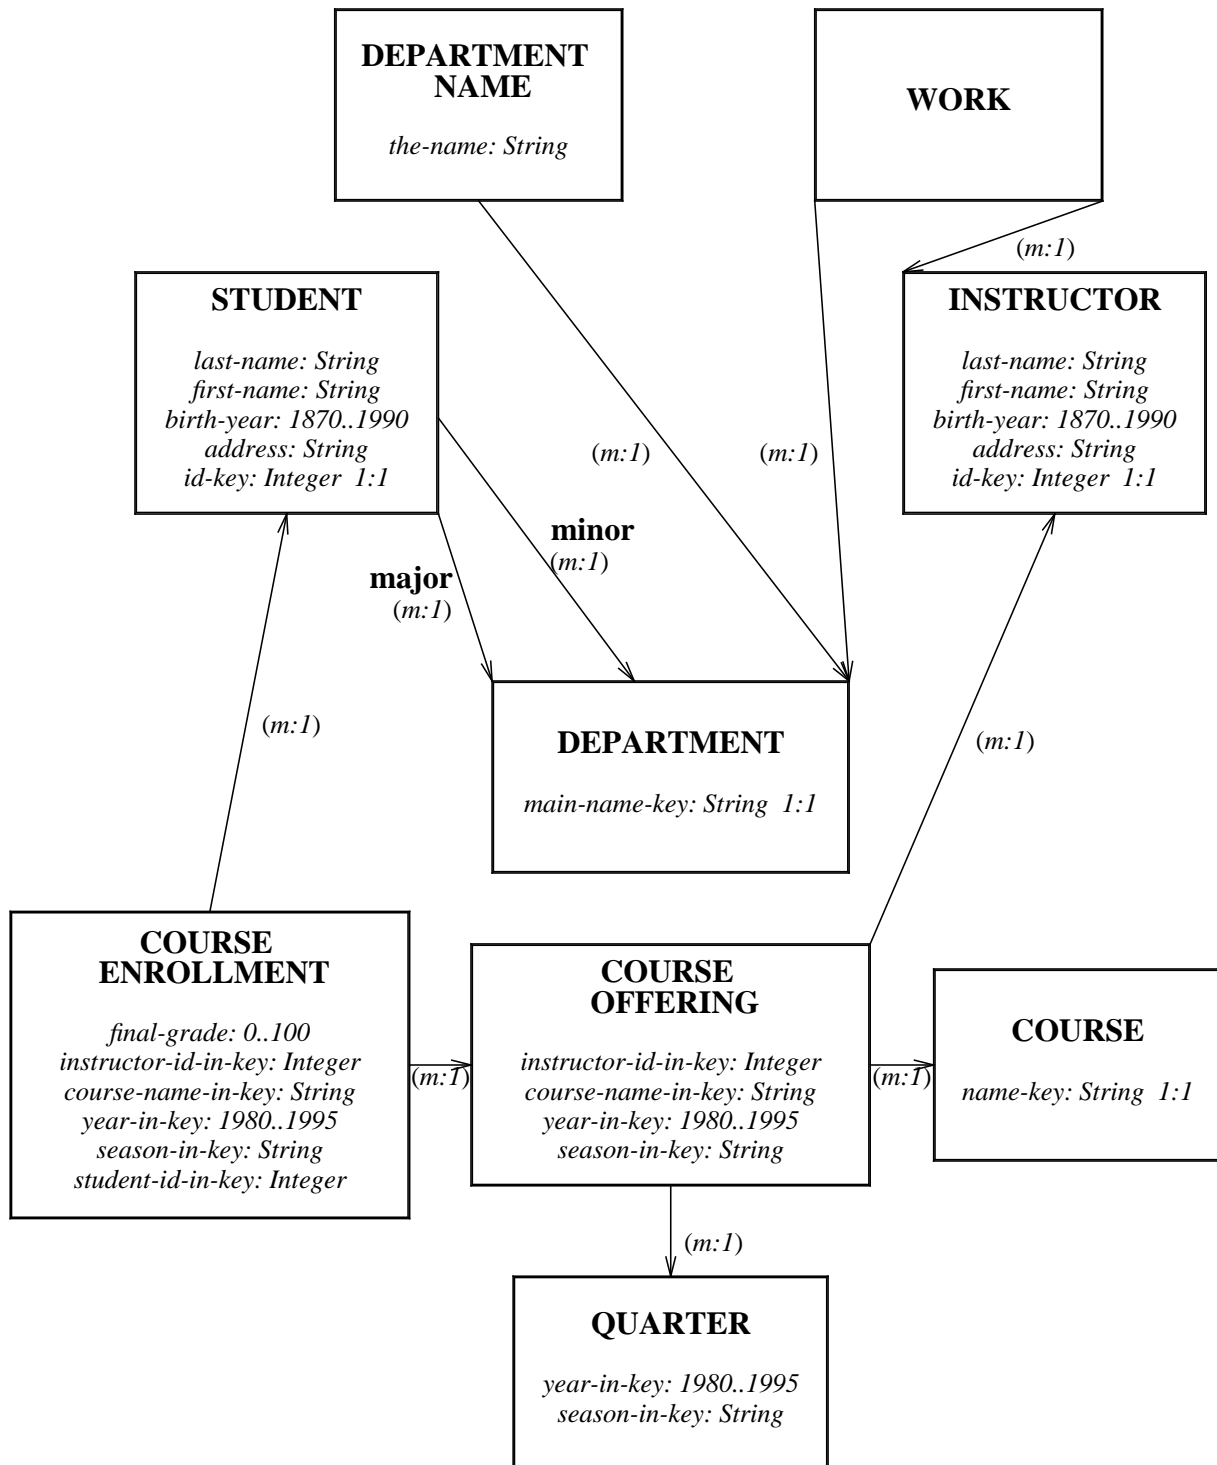 DEPARTMENT
NAME
the-name: String
WORK
(m:1)
STUDENT
last-name: String
first-name: String
birth-year: 1870..1990
address: String
id-key: Integer 1:1
INSTRUCTOR
last-name: String
first-name: String
birth-year: 1870..1990
address: String
id-key: Integer 1:1
(m:1)
(m:1)
minor
(m:1)
major
(m:1)
(m:1)
(m:1)
DEPARTMENT
main-name-key: String 1:1
COURSE
ENROLLMENT
final-grade: 0..100
instructor-id-in-key: Integer
course-name-in-key: String
year-in-key: 1980..1995
season-in-key: String
student-id-in-key: Integer
(m:1)
COURSE
OFFERING
instructor-id-in-key: Integer
course-name-in-key: String
year-in-key: 1980..1995
season-in-key: String
(m:1)
COURSE
name-key: String 1:1
(m:1)
QUARTER
year-in-key: 1980..1995
season-in-key: String